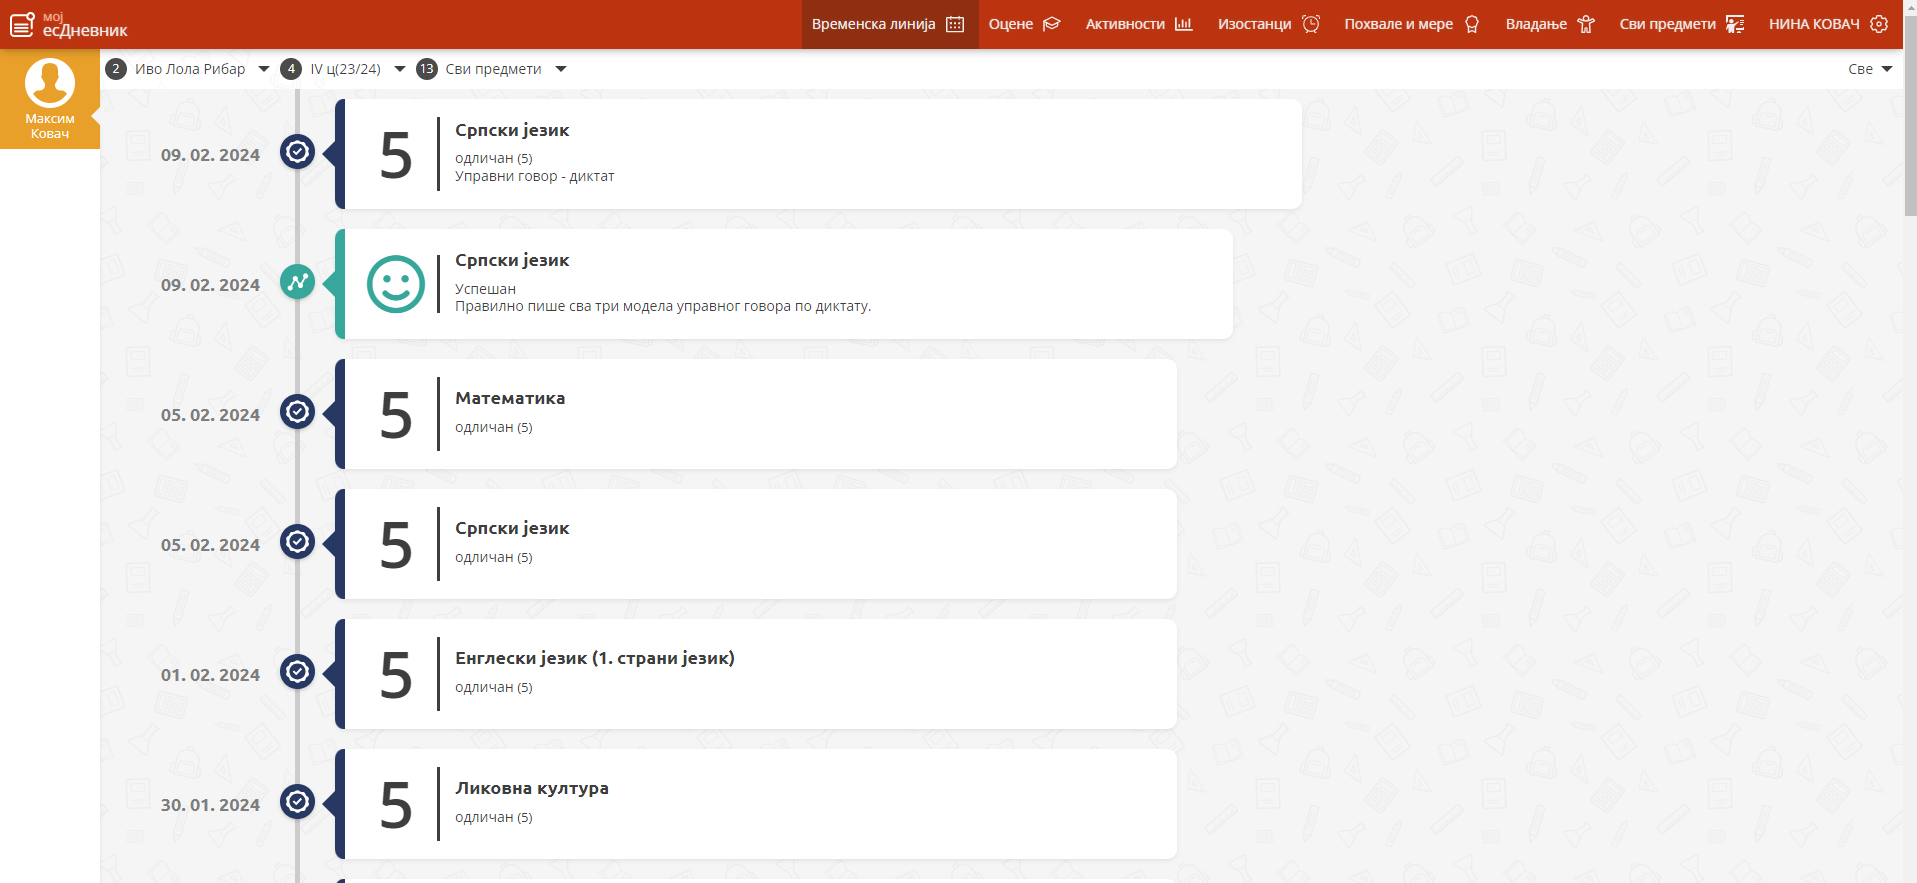 мој
есДневник
Временска линија
Оцене
Активности
Изостанци
Похвале и мере
Владање
Сви предмети
НИНА КОВАЧ
Максим
Ковач
2 Иво Лола Рибар
4 IV ц(23/24)
13 Сви предмети
Све
09. 02. 2024
5
Српски језик
одличан (5)
Управни говор - диктат
09. 02. 2024
Српски језик
Успешан
Правилно пише сва три модела управног говора по диктату.
05. 02. 2024
5
Математика
одличан (5)
05. 02. 2024
5
Српски језик
одличан (5)
01. 02. 2024
5
Енглески језик (1. страни језик)
одличан (5)
30. 01. 2024
5
Ликовна култура
одличан (5)